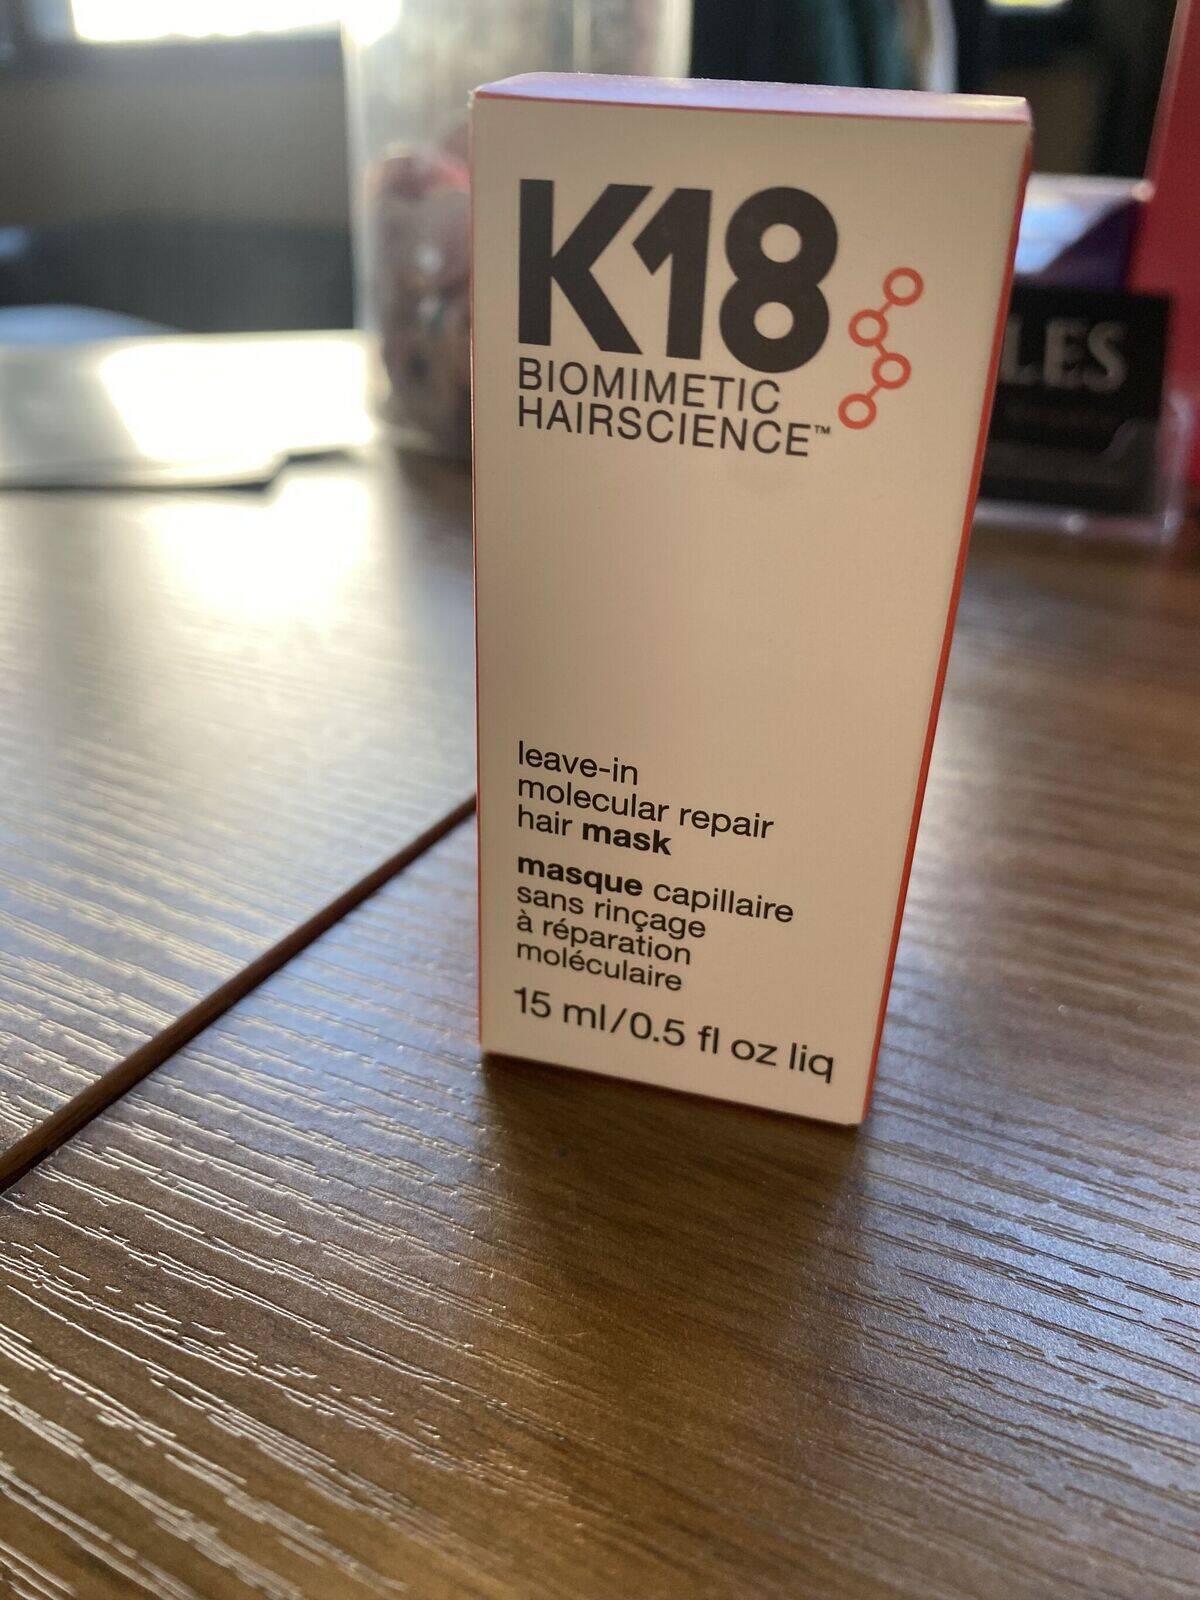 K18
BIOMIMETIC
HAIRSCIENCE™
leave-in
molecular repair
hair mask
masque capillaire
sans rinçage
à réparation
moléculaire
15 ml/0.5 fl oz liq
LES